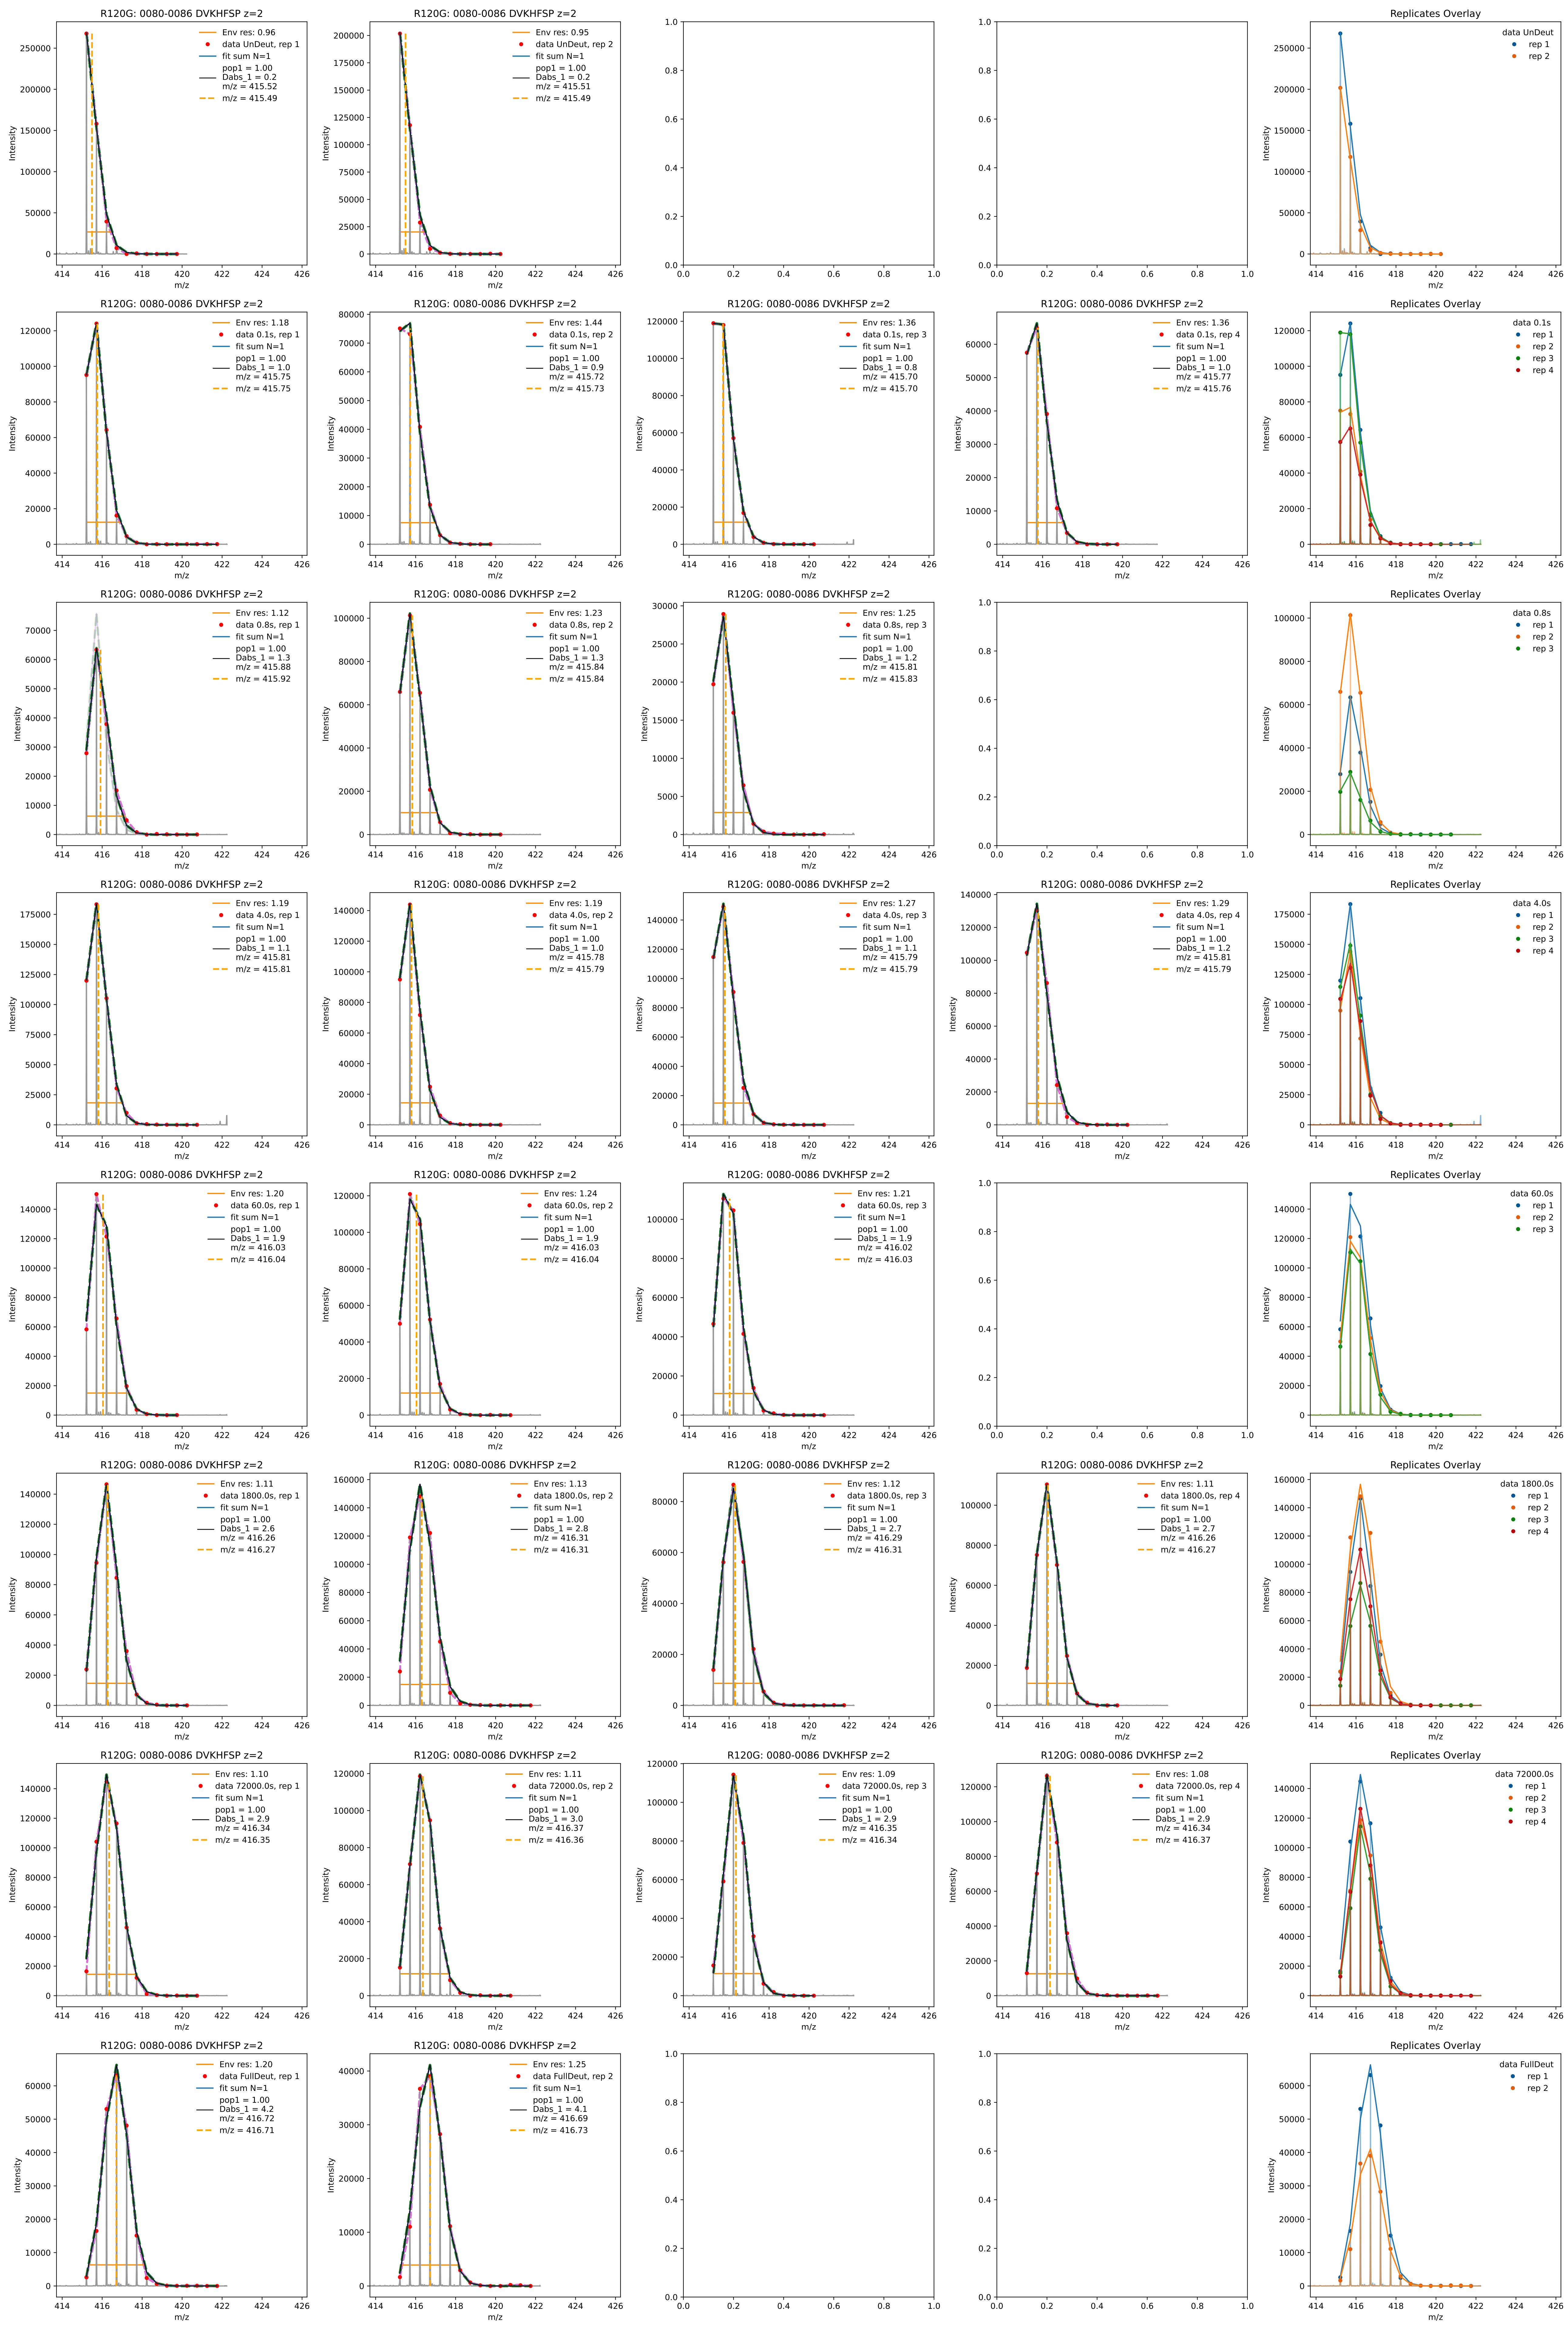 R120G: 0080-0086 DVKHFSP z=2
Env res: 0.96
data UnDeut, rep 1
fit sum N=1
pop1 = 1.00
Dabs_1 = 0.2
m/z = 415.52
m/z = 415.49
Intensity
m/z
R120G: 0080-0086 DVKHFSP z=2
Env res: 0.95
data UnDeut, rep 2
fit sum N=1
pop1 = 1.00
Dabs_1 = 0.2
m/z = 415.51
m/z = 415.49
Intensity
m/z
Replicates Overlay
data UnDeut
rep 1
rep 2
Intensity
m/z
R120G: 0080-0086 DVKHFSP z=2
Env res: 1.18
data 0.1s, rep 1
fit sum N=1
pop1 = 1.00
Dabs_1 = 1.0
m/z = 415.75
m/z = 415.75
Intensity
m/z
R120G: 0080-0086 DVKHFSP z=2
Env res: 1.44
data 0.1s, rep 2
fit sum N=1
pop1 = 1.00
Dabs_1 = 0.9
m/z = 415.72
m/z = 415.73
Intensity
m/z
R120G: 0080-0086 DVKHFSP z=2
Env res: 1.36
data 0.1s, rep 3
fit sum N=1
pop1 = 1.00
Dabs_1 = 0.8
m/z = 415.70
m/z = 415.70
Intensity
m/z
R120G: 0080-0086 DVKHFSP z=2
Env res: 1.36
data 0.1s, rep 4
fit sum N=1
pop1 = 1.00
Dabs_1 = 1.0
m/z = 415.77
m/z = 415.76
Intensity
m/z
Replicates Overlay
data 0.1s
rep 1
rep 2
rep 3
rep 4
Intensity
m/z
R120G: 0080-0086 DVKHFSP z=2
Env res: 1.12
data 0.8s, rep 1
fit sum N=1
pop1 = 1.00
Dabs_1 = 1.3
m/z = 415.88
m/z = 415.92
Intensity
m/z
R120G: 0080-0086 DVKHFSP z=2
Env res: 1.23
data 0.8s, rep 2
fit sum N=1
pop1 = 1.00
Dabs_1 = 1.3
m/z = 415.84
m/z = 415.84
Intensity
m/z
R120G: 0080-0086 DVKHFSP z=2
Env res: 1.25
data 0.8s, rep 3
fit sum N=1
pop1 = 1.00
Dabs_1 = 1.2
m/z = 415.81
m/z = 415.83
Intensity
m/z
Replicates Overlay
data 0.8s
rep 1
rep 2
rep 3
Intensity
m/z
R120G: 0080-0086 DVKHFSP z=2
Env res: 1.19
data 4.0s, rep 1
fit sum N=1
pop1 = 1.00
Dabs_1 = 1.1
m/z = 415.81
m/z = 415.81
Intensity
m/z
R120G: 0080-0086 DVKHFSP z=2
Env res: 1.19
data 4.0s, rep 2
fit sum N=1
pop1 = 1.00
Dabs_1 = 1.0
m/z = 415.78
m/z = 415.79
Intensity
m/z
R120G: 0080-0086 DVKHFSP z=2
Env res: 1.27
data 4.0s, rep 3
fit sum N=1
pop1 = 1.00
Dabs_1 = 1.1
m/z = 415.79
m/z = 415.79
Intensity
m/z
R120G: 0080-0086 DVKHFSP z=2
Env res: 1.29
data 4.0s, rep 4
fit sum N=1
pop1 = 1.00
Dabs_1 = 1.2
m/z = 415.81
m/z = 415.79
Intensity
m/z
Replicates Overlay
data 4.0s
rep 1
rep 2
rep 3
rep 4
Intensity
m/z
R120G: 0080-0086 DVKHFSP z=2
Env res: 1.20
data 60.0s, rep 1
fit sum N=1
pop1 = 1.00
Dabs_1 = 1.9
m/z = 416.03
m/z = 416.04
Intensity
m/z
R120G: 0080-0086 DVKHFSP z=2
Env res: 1.24
data 60.0s, rep 2
fit sum N=1
pop1 = 1.00
Dabs_1 = 1.9
m/z = 416.03
m/z = 416.04
Intensity
m/z
R120G: 0080-0086 DVKHFSP z=2
Env res: 1.21
data 60.0s, rep 3
fit sum N=1
pop1 = 1.00
Dabs_1 = 1.9
m/z = 416.02
m/z = 416.03
Intensity
m/z
Replicates Overlay
data 60.0s
rep 1
rep 2
rep 3
Intensity
m/z
R120G: 0080-0086 DVKHFSP z=2
Env res: 1.11
data 1800.0s, rep 1
fit sum N=1
pop1 = 1.00
Dabs_1 = 2.6
m/z = 416.26
m/z = 416.27
Intensity
m/z
R120G: 0080-0086 DVKHFSP z=2
Env res: 1.13
data 1800.0s, rep 2
fit sum N=1
pop1 = 1.00
Dabs_1 = 2.8
m/z = 416.31
m/z = 416.31
Intensity
m/z
R120G: 0080-0086 DVKHFSP z=2
Env res: 1.12
data 1800.0s, rep 3
fit sum N=1
pop1 = 1.00
Dabs_1 = 2.7
m/z = 416.29
m/z = 416.31
Intensity
m/z
R120G: 0080-0086 DVKHFSP z=2
Env res: 1.11
data 1800.0s, rep 4
fit sum N=1
pop1 = 1.00
Dabs_1 = 2.7
m/z = 416.26
m/z = 416.27
Intensity
m/z
Replicates Overlay
data 1800.0s
rep 1
rep 2
rep 3
rep 4
Intensity
m/z
R120G: 0080-0086 DVKHFSP z=2
Env res: 1.10
data 72000.0s, rep 1
fit sum N=1
pop1 = 1.00
Dabs_1 = 2.9
m/z = 416.34
m/z = 416.35
Intensity
m/z
R120G: 0080-0086 DVKHFSP z=2
Env res: 1.11
data 72000.0s, rep 2
fit sum N=1
pop1 = 1.00
Dabs_1 = 3.0
m/z = 416.37
m/z = 416.36
Intensity
m/z
R120G: 0080-0086 DVKHFSP z=2
Env res: 1.09
data 72000.0s, rep 3
fit sum N=1
pop1 = 1.00
Dabs_1 = 2.9
m/z = 416.35
m/z = 416.34
Intensity
m/z
R120G: 0080-0086 DVKHFSP z=2
Env res: 1.08
data 72000.0s, rep 4
fit sum N=1
pop1 = 1.00
Dabs_1 = 2.9
m/z = 416.34
m/z = 416.37
Intensity
m/z
Replicates Overlay
data 72000.0s
rep 1
rep 2
rep 3
rep 4
Intensity
m/z
R120G: 0080-0086 DVKHFSP z=2
Env res: 1.20
data FullDeut, rep 1
fit sum N=1
pop1 = 1.00
Dabs_1 = 4.2
m/z = 416.72
m/z = 416.71
Intensity
m/z
R120G: 0080-0086 DVKHFSP z=2
Env res: 1.25
data FullDeut, rep 2
fit sum N=1
pop1 = 1.00
Dabs_1 = 4.1
m/z = 416.69
m/z = 416.73
Intensity
m/z
Replicates Overlay
data FullDeut
rep 1
rep 2
Intensity
m/z